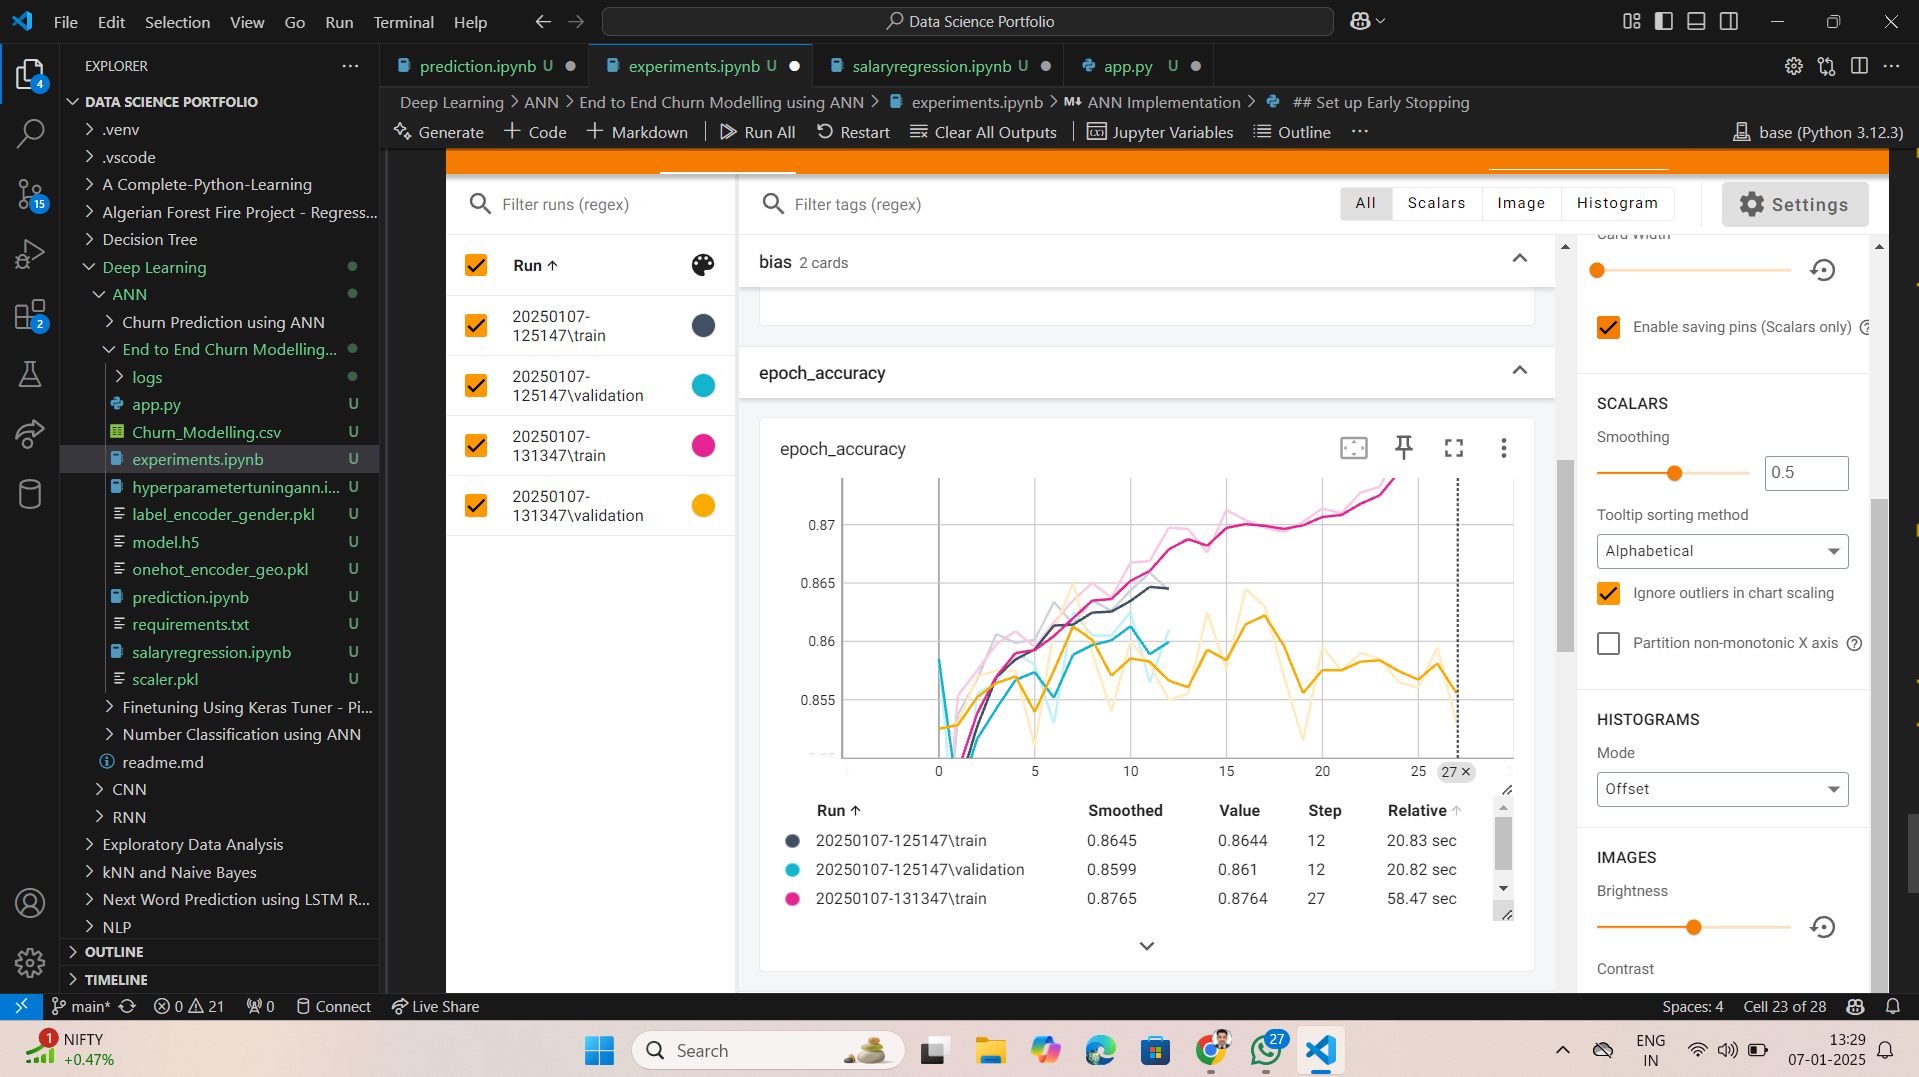 File Edit Selection View Go Run Terminal Help
Data Science Portfolio
EXPLORER
DATA SCIENCE PORTFOLIO
.venv
.vscode
A Complete-Python-Learning
Algerian Forest Fire Project - Regress...
Decision Tree
Deep Learning
ANN
Churn Prediction using ANN
End to End Churn Modelling...
logs
app.py U
Churn_Modelling.csv U
experiments.ipynb U
hyperparametertuningann.i... U
label_encoder_gender.pkl U
model.h5 U
onehot_encoder_geo.pkl U
prediction.ipynb U
requirements.txt U
salaryregression.ipynb U
scaler.pkl U
Finetuning Using Keras Tuner - Pi...
Number Classification using ANN
readme.md
CNN
RNN
Exploratory Data Analysis
kNN and Naive Bayes
Next Word Prediction using LSTM R...
NLP
OUTLINE
TIMELINE
4
15
2
prediction.ipynb U
experiments.ipynb U
salaryregression.ipynb U
app.py U
Deep Learning > ANN > End to End Churn Modelling using ANN > experiments.ipynb > M↓ ANN Implementation > ## Set up Early Stopping
Generate + Code + Markdown Run All Restart Clear All Outputs Jupyter Variables Outline ...
base (Python 3.12.3)
Filter runs (regex)
Run ↑
20250107-
125147\train
20250107-
125147\validation
20250107-
131347\train
20250107-
131347\validation
Filter tags (regex)
All Scalars Image Histogram
Settings
bias 2 cards
epoch_accuracy
epoch_accuracy
0.87
0.865
0.86
0.855
0 5 10 15 20 25 27 ×
Run ↑ Smoothed Value Step Relative ↑
20250107-125147\train 0.8645 0.8644 12 20.83 sec
20250107-125147\validation 0.8599 0.861 12 20.82 sec
20250107-131347\train 0.8765 0.8764 27 58.47 sec
Card Width
Enable saving pins (Scalars only)
SCALARS
Smoothing
0.5
Tooltip sorting method
Alphabetical
Ignore outliers in chart scaling
Partition non-monotonic X axis
HISTOGRAMS
Mode
Offset
IMAGES
Brightness
Contrast
main* 0 21 0 Connect Live Share
Spaces: 4 Cell 23 of 28
1
NIFTY
+0.47%
Search
27
ENG
IN
13:29
07-01-2025